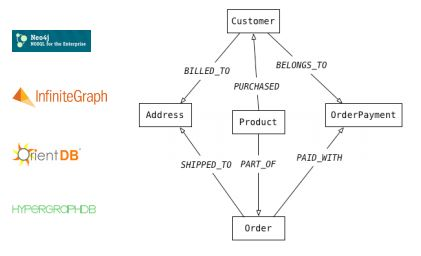 Neo4j
NOSQL for the Enterprise
InfiniteGraph
OrientDB
HYPERGRAPHDB
Customer
BILLED_TO
BELONGS_TO
PURCHASED
Address
Product
OrderPayment
SHIPPED_TO
PART_OF
PAID_WITH
Order